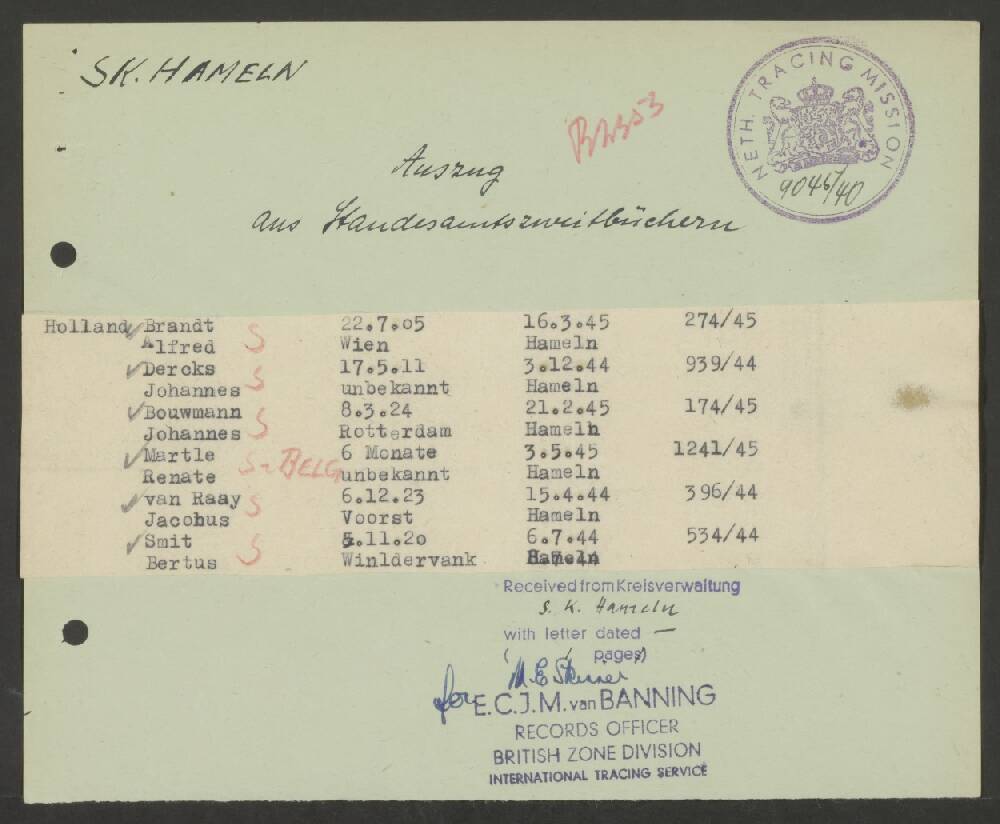 SK. HAMELN
NETH. TRACING MISSION
9045/40
Auszug
aus Standesamtszweitbüchern
Holland Brandt S 22.7.05 16.3.45 274/45
Alfred Wien Hameln
Dercks S 17.5.11 3.12.44 939/44
Johannes unbekannt Hameln
Bouwmann S 8.3.24 21.2.45 174/45
Johannes Rotterdam Hameln
Martle S-BELG 6 Monate 3.5.45 1241/45
Renate unbekannt Hameln
van Raay S 6.12.23 15.4.44 396/44
Jacobus Voorst Hameln
Smit S 5.11.20 6.7.44 534/44
Bertus Winldervank Hameln
Received from Kreisverwaltung
S. K. Hameln
with letter dated —
( / pages)
for E.C.J.M. van BANNING
RECORDS OFFICER
BRITISH ZONE DIVISION
INTERNATIONAL TRACING SERVICE